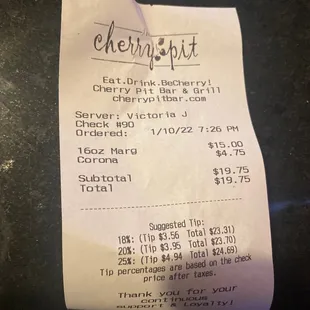 cherry pit
Eat.Drink.BeCherry!
Cherry Pit Bar & Grill
cherrypitbar.com
Server: Victoria J
Check #90
Ordered: 1/10/22 7:26 PM
16oz Marg $15.00
Corona $4.75
Subtotal $19.75
Total $19.75
Suggested Tip:
18%: (Tip $3.56 Total $23.31)
20%: (Tip $3.95 Total $23.70)
25%: (Tip $4.94 Total $24.69)
Tip percentages are based on the check
price after taxes.
Thank you for your
continuous
support & Loyalty!